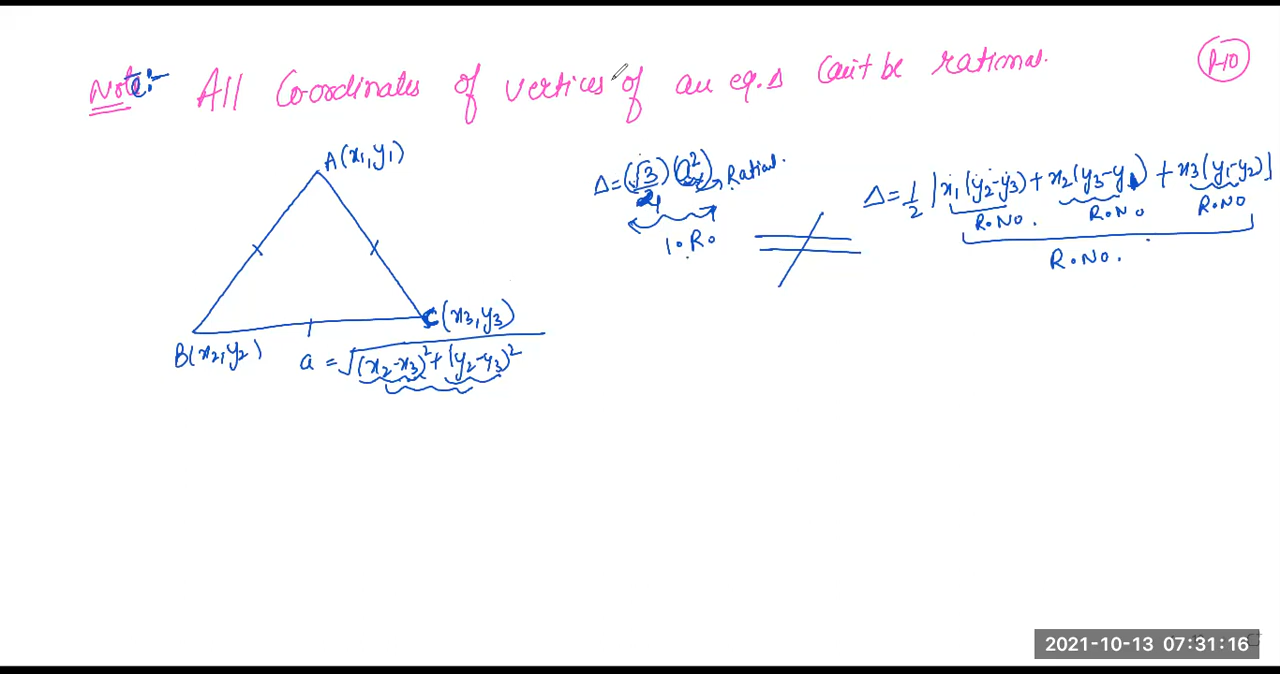 Note:- All Coordinates of vertices of an eq. Δ Can't be rational.
P-10
A(x1, y1)
Δ = (√3/4)(a²) → Rational.
I.R.
Δ = 1/2 |x1(y2-y3) + x2(y3-y1) + x3(y1-y2)|
R.No.
R.No
R.No
R.No.
C(x3, y3)
B(x2, y2)
a = √(x2-x3)² + (y2-y3)²
2021-10-13 07:31:16